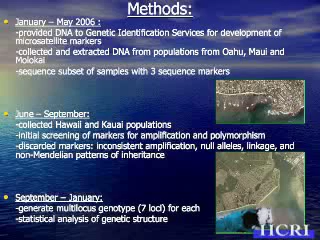 Methods:
January – May 2006 :
-provided DNA to Genetic Identification Services for development of
microsatellite markers
-collected and extracted DNA from populations from Oahu, Maui and
Molokai
-sequence subset of samples with 3 sequence markers
June – September:
-collected Hawaii and Kauai populations
-initial screening of markers for amplification and polymorphism
-discarded markers: inconsistent amplification, null alleles, linkage, and
non-Mendelian patterns of inheritance
September – January:
-generate multilocus genotype (7 loci) for each
-statistical analysis of genetic structure
HCRI